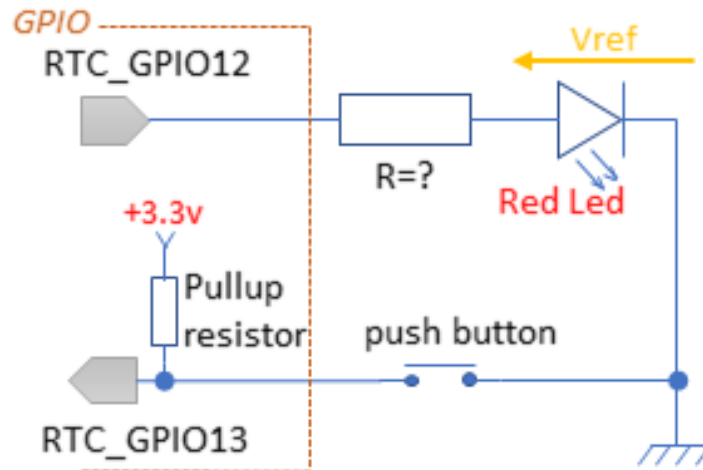 GPIO
RTC_GPIO12
Vref
R=?
Red Led
+3.3v
Pullup
resistor
push button
RTC_GPIO13